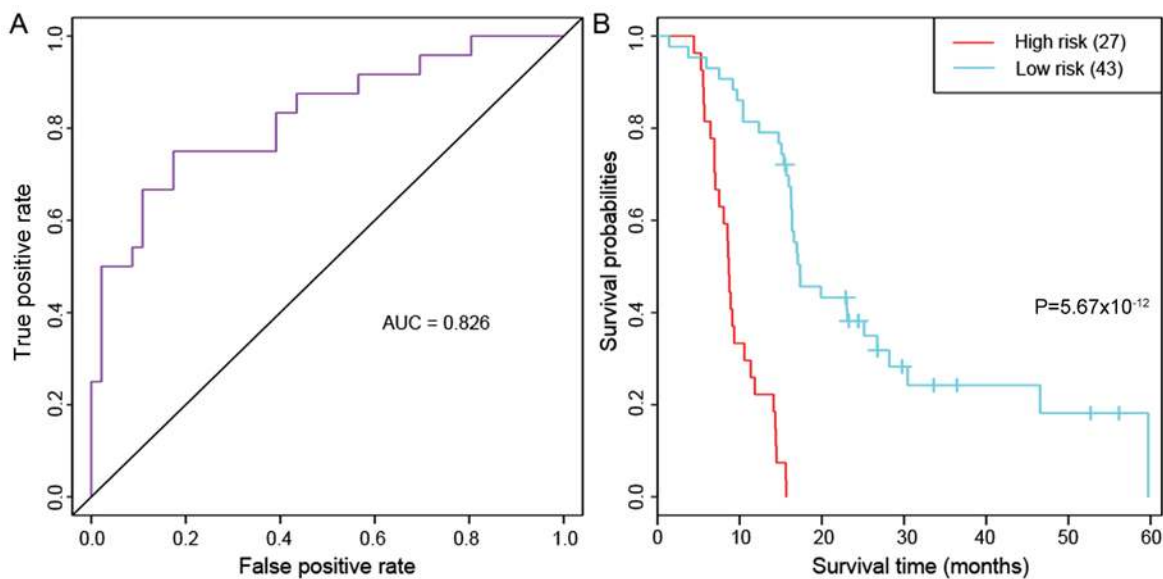 A
True positive rate
1.0
0.8
0.6
0.4
0.2
0.0
AUC = 0.826
0.0 0.2 0.4 0.6 0.8 1.0
False positive rate
B
Survival probabilities
1.0
0.8
0.6
0.4
0.2
0.0
High risk (27)
Low risk (43)
P=5.67x10⁻¹²
0 10 20 30 40 50 60
Survival time (months)